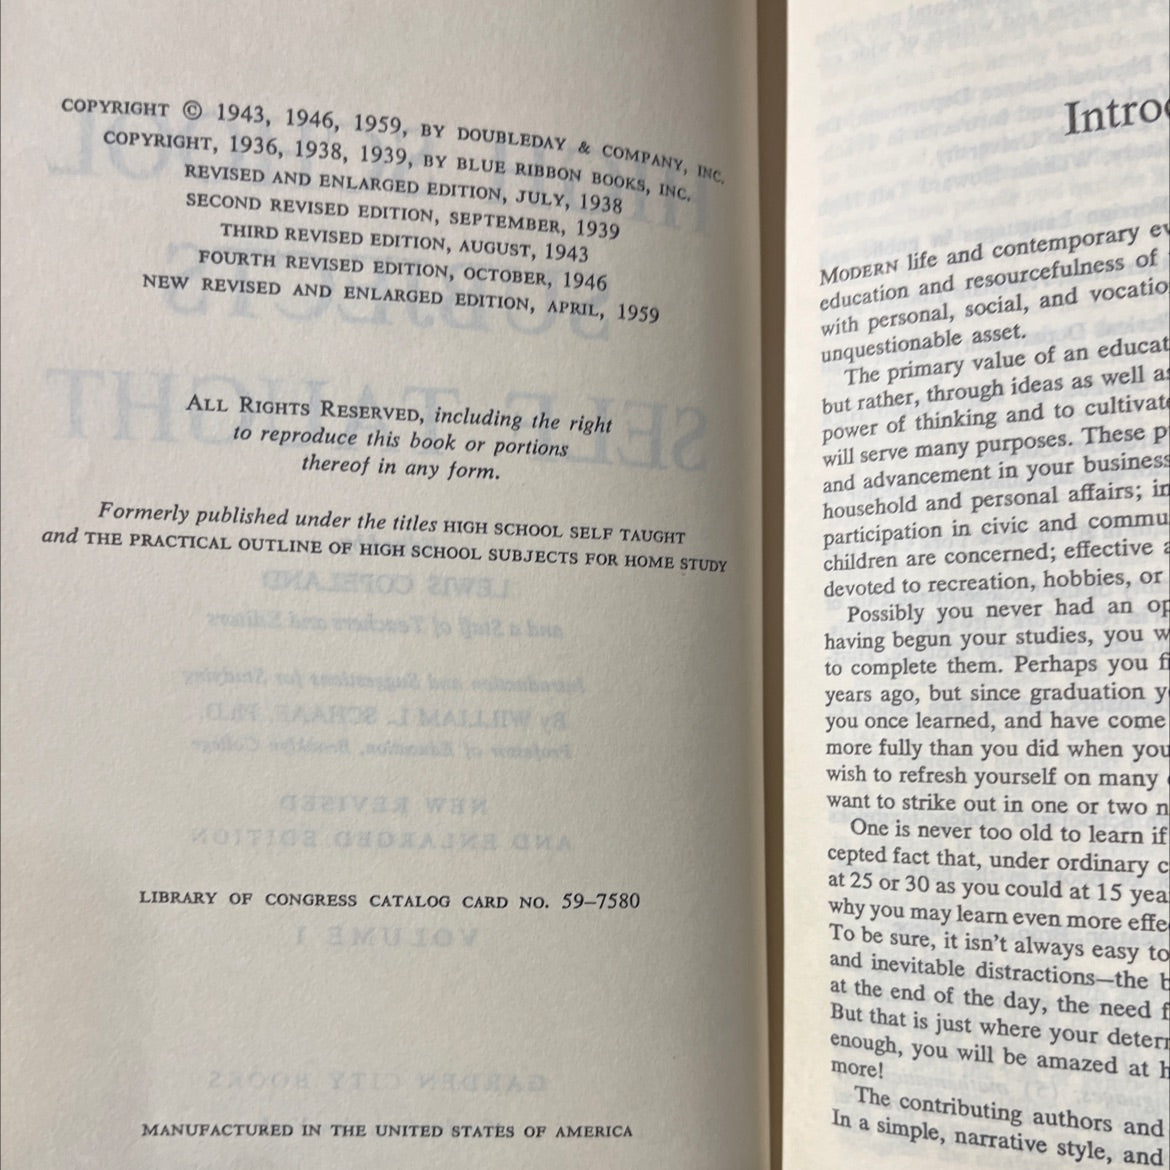 COPYRIGHT © 1943, 1946, 1959, BY DOUBLEDAY & COMPANY, INC.
COPYRIGHT, 1936, 1938, 1939, BY BLUE RIBBON BOOKS, INC.
REVISED AND ENLARGED EDITION, JULY, 1938
SECOND REVISED EDITION, SEPTEMBER, 1939
THIRD REVISED EDITION, AUGUST, 1943
FOURTH REVISED EDITION, OCTOBER, 1946
NEW REVISED AND ENLARGED EDITION, APRIL, 1959
ALL RIGHTS RESERVED, including the right
to reproduce this book or portions
thereof in any form.
Formerly published under the titles HIGH SCHOOL SELF TAUGHT
and THE PRACTICAL OUTLINE OF HIGH SCHOOL SUBJECTS FOR HOME STUDY
LIBRARY OF CONGRESS CATALOG CARD NO. 59–7580
MANUFACTURED IN THE UNITED STATES OF AMERICA
Intro
MODERN life and contemporary ev
education and resourcefulness of
with personal, social, and vocatio
unquestionable asset.
The primary value of an educat
but rather, through ideas as well as
power of thinking and to cultivate
will serve many purposes. These p
and advancement in your business
household and personal affairs; in
participation in civic and commu
children are concerned; effective a
devoted to recreation, hobbies, or
Possibly you never had an op
having begun your studies, you w
to complete them. Perhaps you fi
years ago, but since graduation y
you once learned, and have come
more fully than you did when you
wish to refresh yourself on many
want to strike out in one or two n
One is never too old to learn if
cepted fact that, under ordinary c
at 25 or 30 as you could at 15 yea
why you may learn even more effe
To be sure, it isn't always easy to
and inevitable distractions—the b
at the end of the day, the need f
But that is just where your deter
enough, you will be amazed at h
more!
The contributing authors and
In a simple, narrative style, and